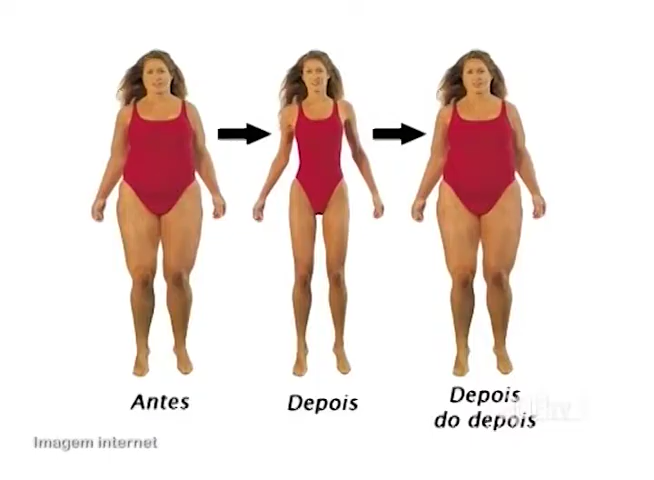 Antes
Depois
Depois
do depois
Imagem internet